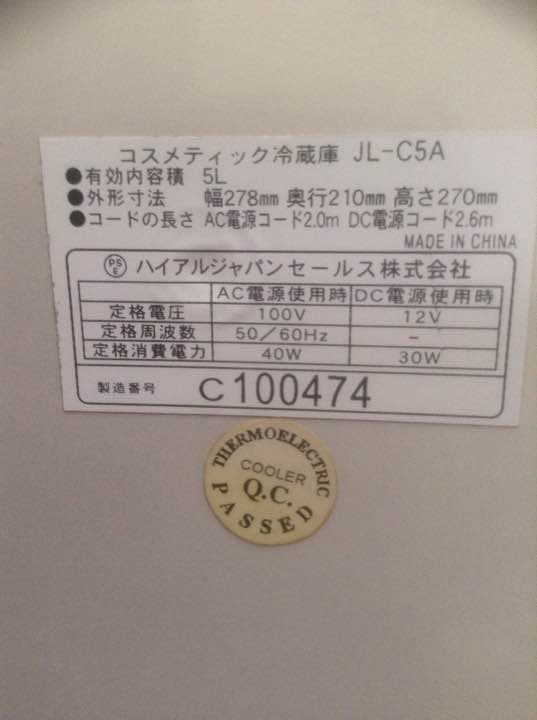 コスメティック冷蔵庫 JL-C5A
●有効内容積 5L
●外形寸法 幅278mm 奥行210mm 高さ270mm
●コードの長さ AC電源コード2.0m DC電源コード2.6m
MADE IN CHINA
PSE ハイアルジャパンセールス株式会社
AC電源使用時 DC電源使用時
定格電圧 100V 12V
定格周波数 50/60Hz －
定格消費電力 40W 30W
製造番号 C100474
THERMOELECTRIC
COOLER
Q.C.
PASSED